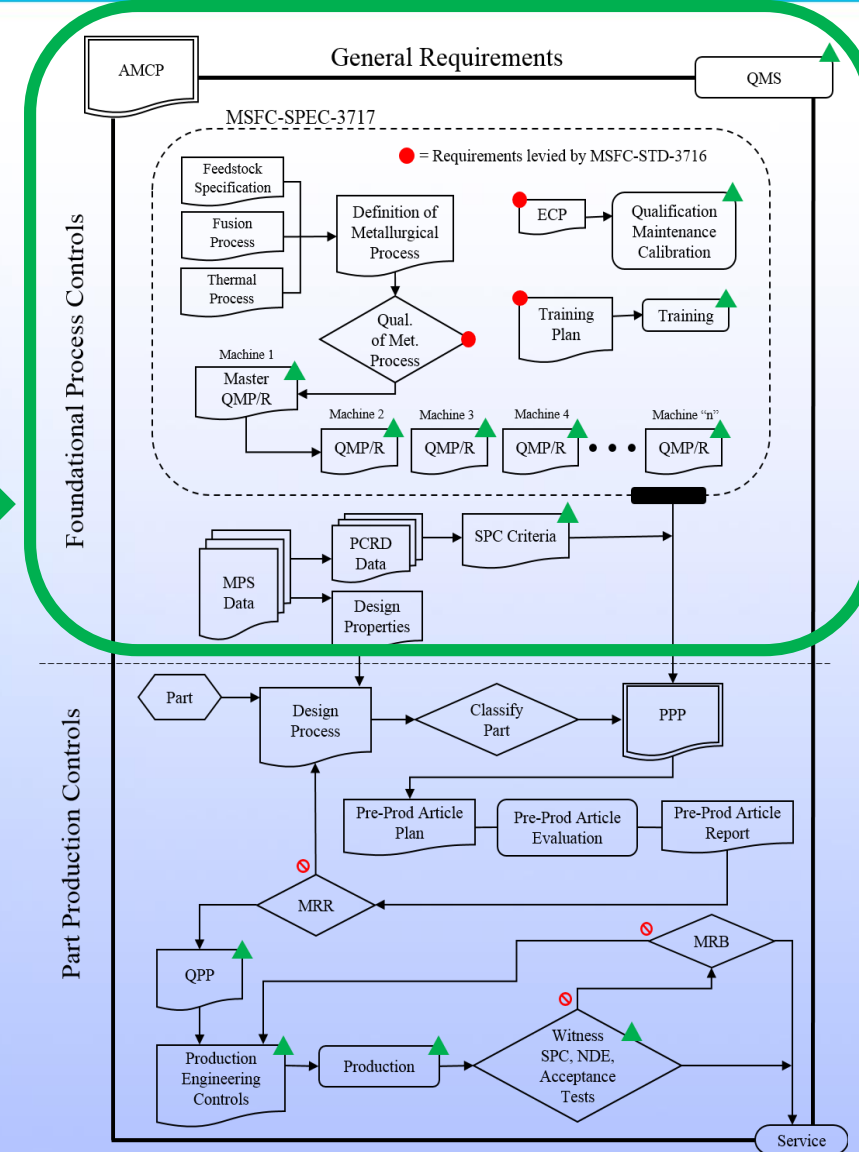 General Requirements
AMCP
QMS
MSFC-SPEC-3717
= Requirements levied by MSFC-STD-3716
Foundational Process Controls
Feedstock
Specification
Fusion
Process
Thermal
Process
Definition of
Metallurgical
Process
ECP
Qualification
Maintenance
Calibration
Qual.
of Met.
Process
Training
Plan
Training
Machine 1
Master
QMP/R
Machine 2
QMP/R
Machine 3
QMP/R
Machine 4
QMP/R
• • •
Machine “n”
QMP/R
MPS
Data
PCRD
Data
SPC Criteria
Design
Properties
Part Production Controls
Part
Design
Process
Classify
Part
PPP
Pre-Prod Article
Plan
Pre-Prod Article
Evaluation
Pre-Prod Article
Report
MRR
MRB
QPP
Production
Engineering
Controls
Production
Witness
SPC, NDE,
Acceptance
Tests
Service